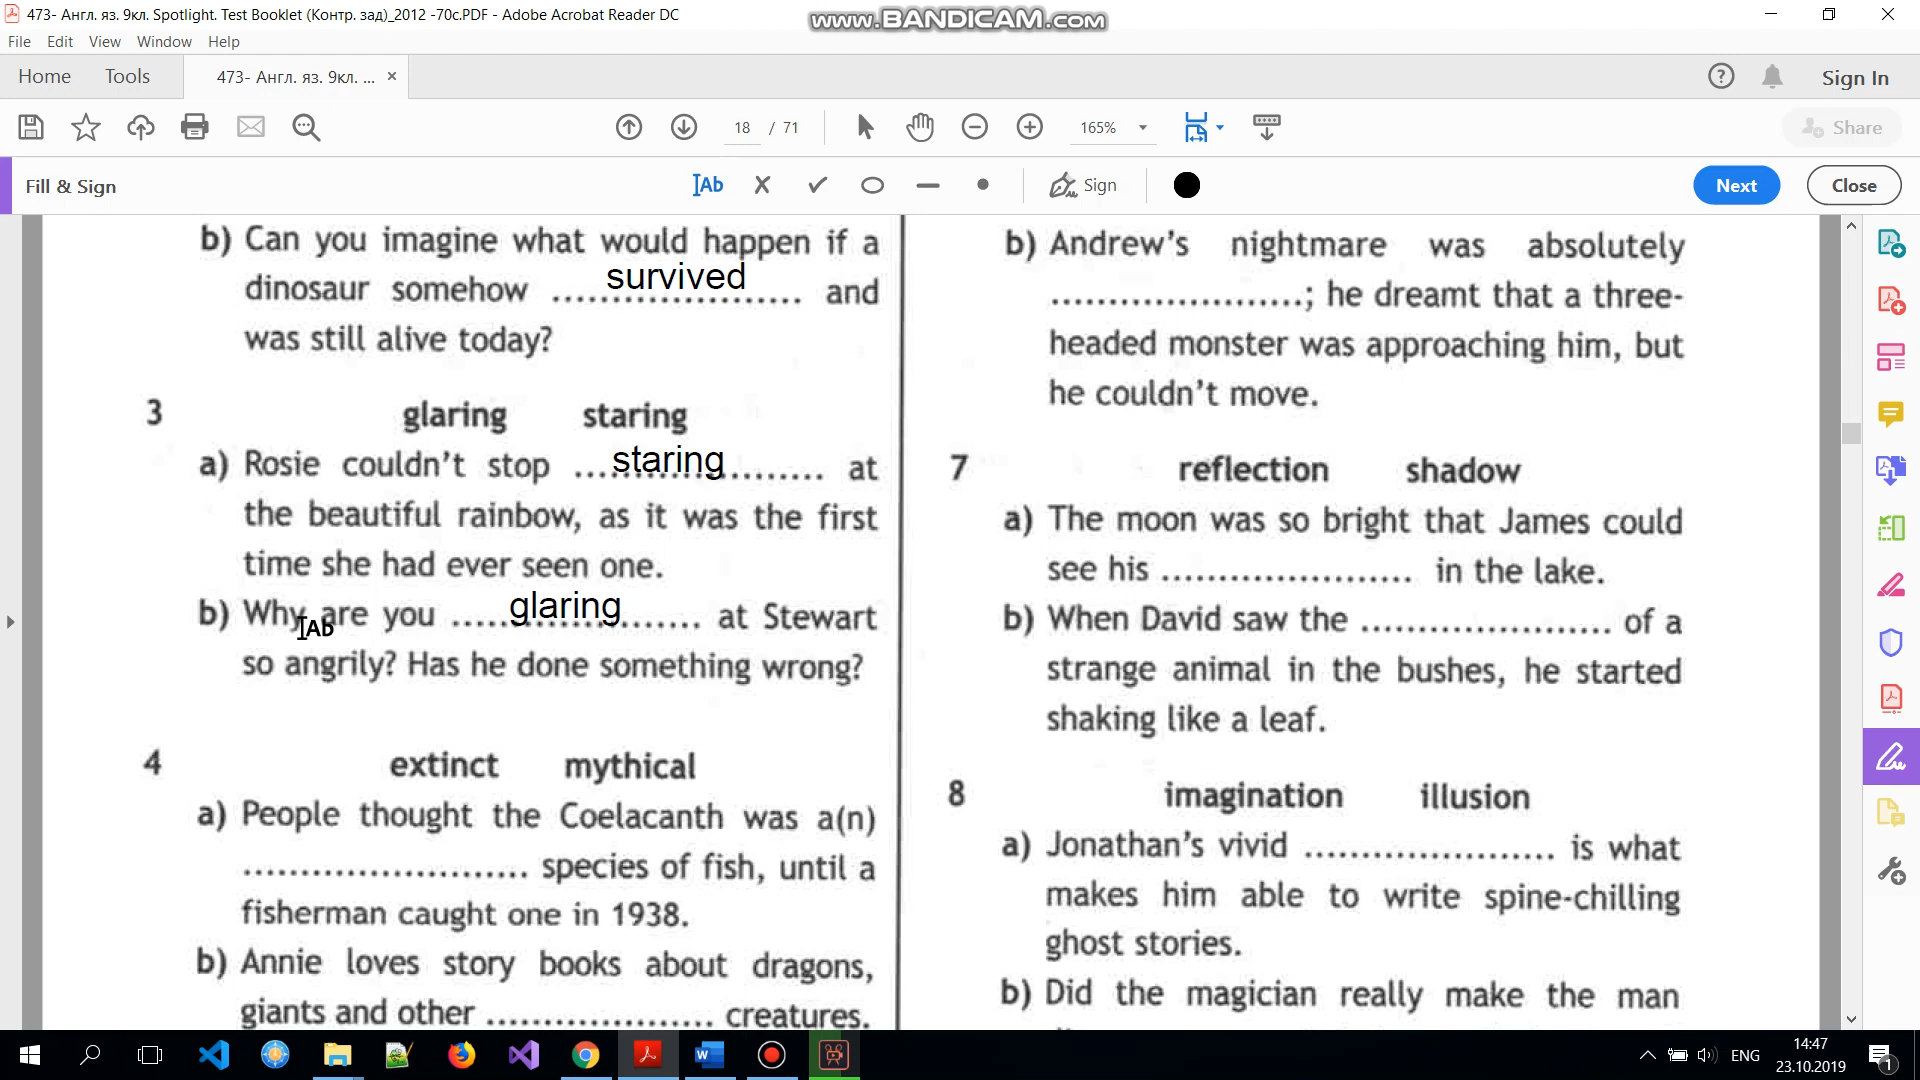 473- Англ. яз. 9кл. Spotlight. Test Booklet (Контр. зад)_2012 -70с.PDF - Adobe Acrobat Reader DC
www.BANDICAM.com
File Edit View Window Help
Home Tools 473- Англ. яз. 9кл. ... × Sign In
18 / 71 165% Share
Fill & Sign Ab Sign Next Close
b) Can you imagine what would happen if a
dinosaur somehow ...................... and
survived
was still alive today?
3 glaring staring
a) Rosie couldn't stop ...................... at
staring
the beautiful rainbow, as it was the first
time she had ever seen one.
b) Why are you ...................... at Stewart
glaring
Ab
so angrily? Has he done something wrong?
4 extinct mythical
a) People thought the Coelacanth was a(n)
......................... species of fish, until a
fisherman caught one in 1938.
b) Annie loves story books about dragons,
giants and other .................... creatures.
b) Andrew's nightmare was absolutely
......................; he dreamt that a three-
headed monster was approaching him, but
he couldn't move.
7 reflection shadow
a) The moon was so bright that James could
see his ...................... in the lake.
b) When David saw the ...................... of a
strange animal in the bushes, he started
shaking like a leaf.
8 imagination illusion
a) Jonathan's vivid ...................... is what
makes him able to write spine-chilling
ghost stories.
b) Did the magician really make the man
ENG
14:47
23.10.2019
1